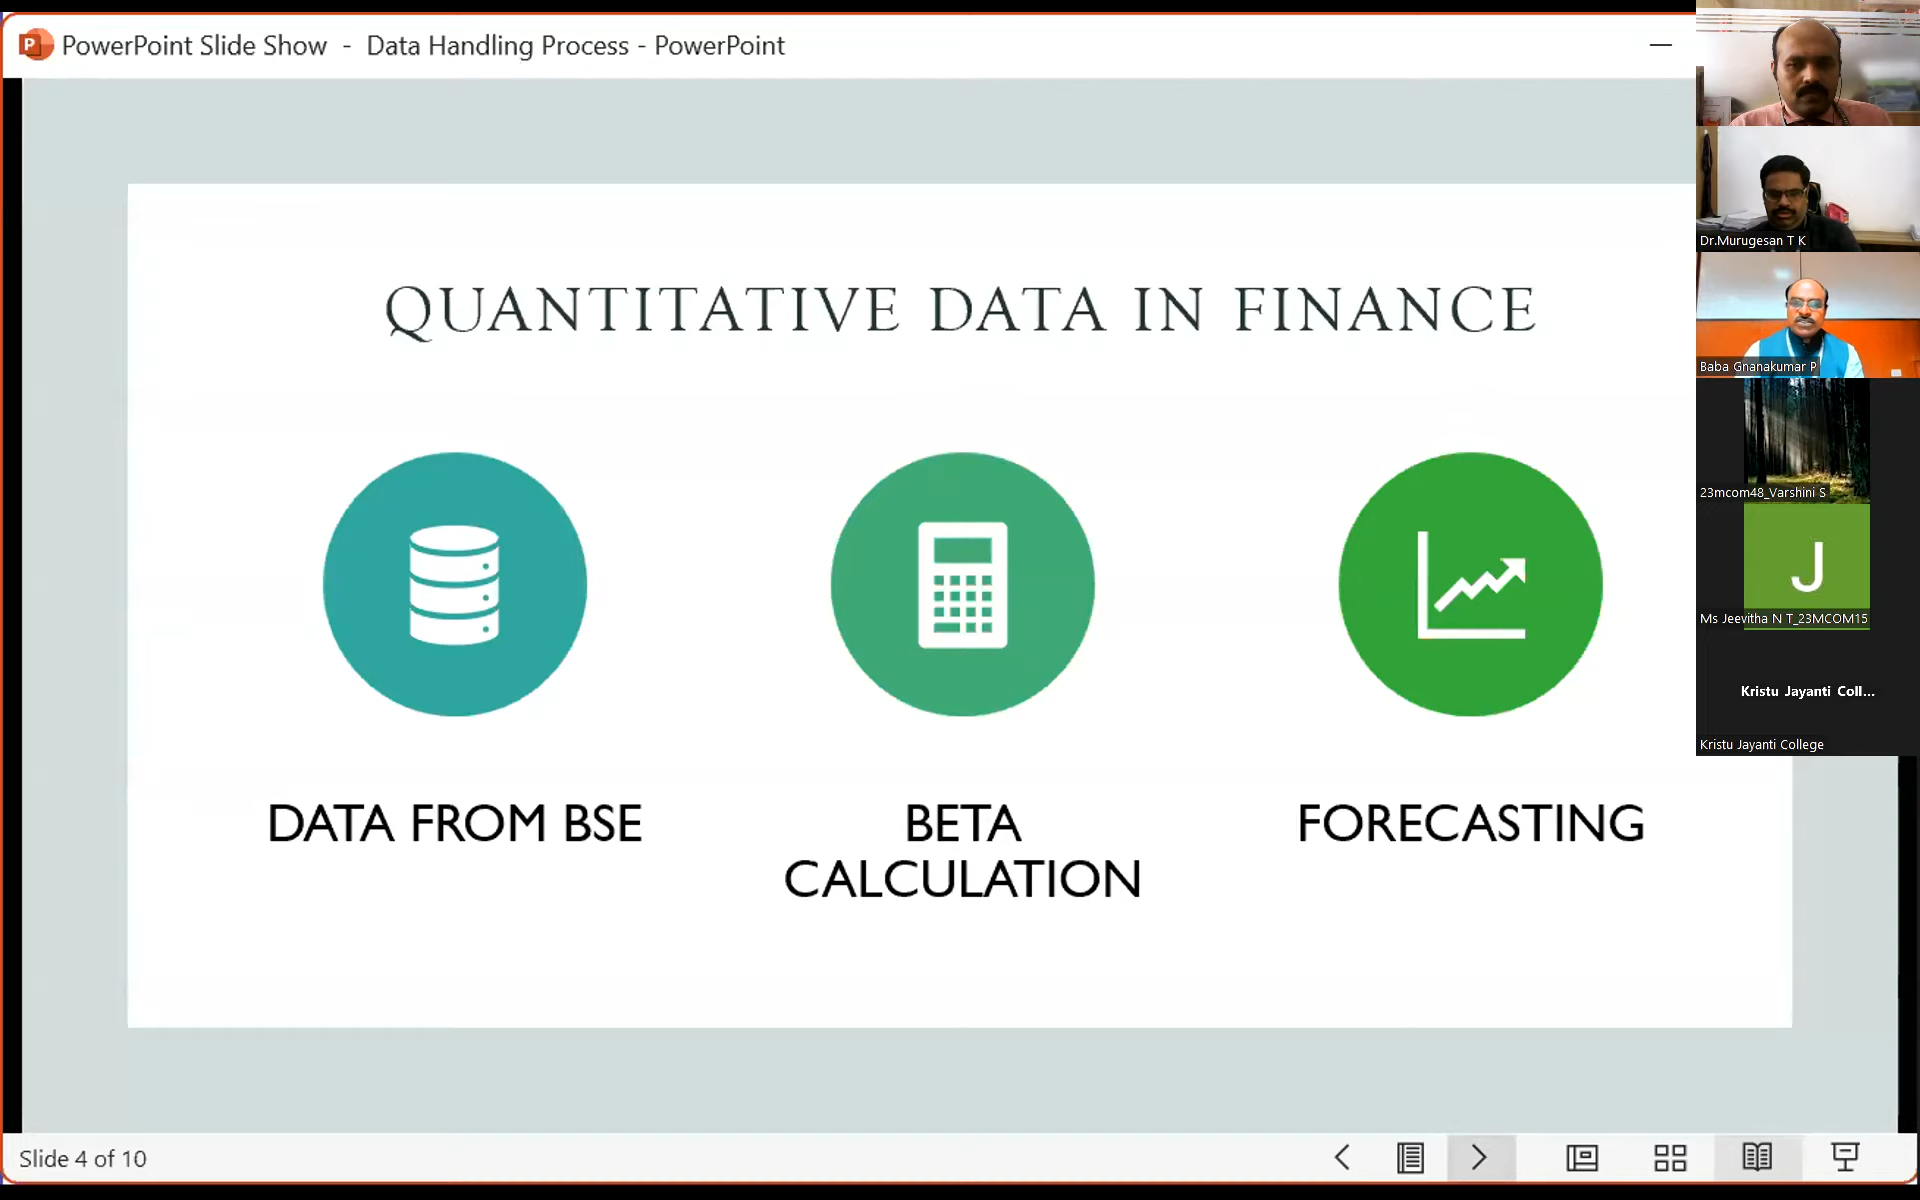 PowerPoint Slide Show - Data Handling Process - PowerPoint
QUANTITATIVE DATA IN FINANCE
DATA FROM BSE
BETA
CALCULATION
FORECASTING
Slide 4 of 10
Dr.Murugesan T K
Baba Gnanakumar P
23mcom48_Varshini S
J
Ms Jeevitha N T_23MCOM15
Kristu Jayanti Coll...
Kristu Jayanti College